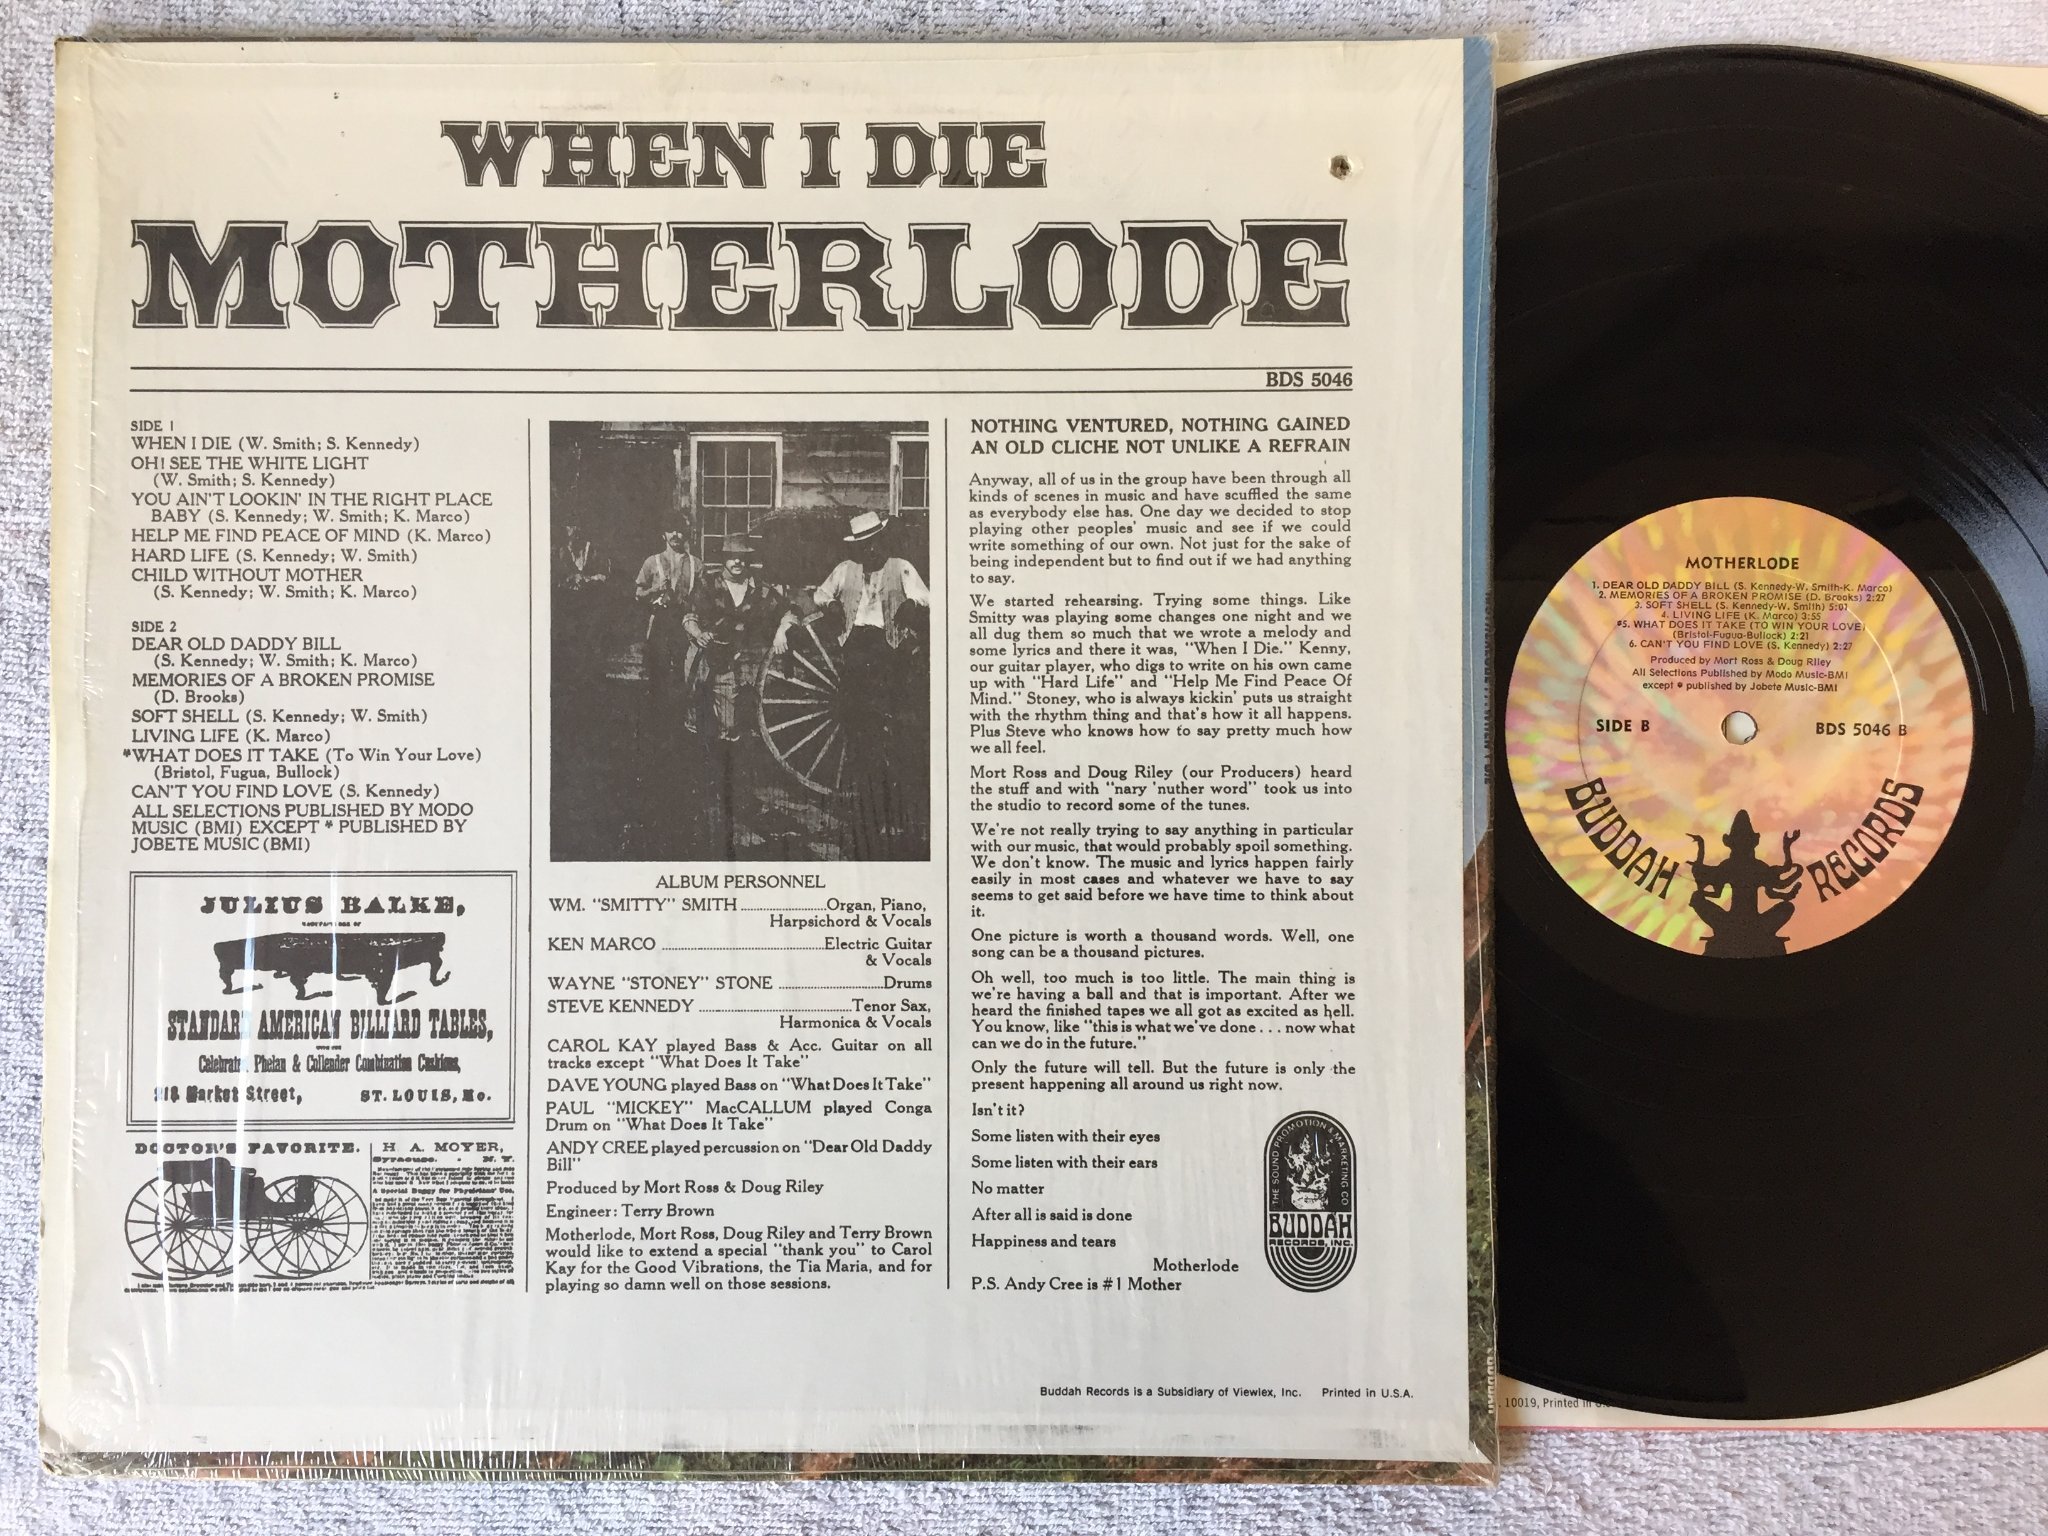 WHEN I DIE
MOTHERLODE
BDS 5046
SIDE 1
WHEN I DIE (W. Smith; S. Kennedy)
OH! SEE THE WHITE LIGHT
(W. Smith; S. Kennedy)
YOU AIN'T LOOKIN' IN THE RIGHT PLACE
BABY (S. Kennedy; W. Smith; K. Marco)
HELP ME FIND PEACE OF MIND (K. Marco)
HARD LIFE (S. Kennedy; W. Smith)
CHILD WITHOUT MOTHER
(S. Kennedy; W. Smith; K. Marco)
SIDE 2
DEAR OLD DADDY BILL
(S. Kennedy; W. Smith; K. Marco)
MEMORIES OF A BROKEN PROMISE
(D. Brooks)
SOFT SHELL (S. Kennedy; W. Smith)
LIVING LIFE (K. Marco)
*WHAT DOES IT TAKE (To Win Your Love)
(Bristol, Fugua, Bullock)
CAN'T YOU FIND LOVE (S. Kennedy)
ALL SELECTIONS PUBLISHED BY MODO
MUSIC (BMI) EXCEPT * PUBLISHED BY
JOBETE MUSIC (BMI)
JULIUS BALKE,
STANDARD AMERICAN BILLIARD TABLES,
Phelan & Collender Combination Cushions,
Market Street, ST. LOUIS, Mo.
DOCTOR'S FAVORITE.
H. A. MOYER,
Syracuse, N. Y.
A Special Buggy for Physicians' Use,
ALBUM PERSONNEL
WM. "SMITTY" SMITH ........................Organ, Piano,
Harpsichord & Vocals
KEN MARCO ........................Electric Guitar
& Vocals
WAYNE "STONEY" STONE ........................Drums
STEVE KENNEDY ........................Tenor Sax,
Harmonica & Vocals
CAROL KAY played Bass & Acc. Guitar on all
tracks except "What Does It Take"
DAVE YOUNG played Bass on "What Does It Take"
PAUL "MICKEY" MacCALLUM played Conga
Drum on "What Does It Take"
ANDY CREE played percussion on "Dear Old Daddy
Bill"
Produced by Mort Ross & Doug Riley
Engineer: Terry Brown
Motherlode, Mort Ross, Doug Riley and Terry Brown
would like to extend a special "thank you" to Carol
Kay for the Good Vibrations, the Tia Maria, and for
playing so damn well on those sessions.
NOTHING VENTURED, NOTHING GAINED
AN OLD CLICHE NOT UNLIKE A REFRAIN
Anyway, all of us in the group have been through all
kinds of scenes in music and have scuffled the same
as everybody else has. One day we decided to stop
playing other peoples' music and see if we could
write something of our own. Not just for the sake of
being independent but to find out if we had anything
to say.
We started rehearsing. Trying some things. Like
Smitty was playing some changes one night and we
all dug them so much that we wrote a melody and
some lyrics and there it was, "When I Die." Kenny,
our guitar player, who digs to write on his own came
up with "Hard Life" and "Help Me Find Peace Of
Mind." Stoney, who is always kickin' puts us straight
with the rhythm thing and that's how it all happens.
Plus Steve who knows how to say pretty much how
we all feel.
Mort Ross and Doug Riley (our Producers) heard
the stuff and with "nary 'nuther word" took us into
the studio to record some of the tunes.
We're not really trying to say anything in particular
with our music, that would probably spoil something.
We don't know. The music and lyrics happen fairly
easily in most cases and whatever we have to say
seems to get said before we have time to think about
it.
One picture is worth a thousand words. Well, one
song can be a thousand pictures.
Oh well, too much is too little. The main thing is
we're having a ball and that is important. After we
heard the finished tapes we all got as excited as hell.
You know, like "this is what we've done . . . now what
can we do in the future."
Only the future will tell. But the future is only the
present happening all around us right now.
Isn't it?
Some listen with their eyes
Some listen with their ears
No matter
After all is said is done
Happiness and tears
Motherlode
P.S. Andy Cree is #1 Mother
THE SOUND PROMOTION & MARKETING CO
BUDDAH
RECORDS, INC.
Buddah Records is a Subsidiary of Viewlex, Inc. Printed in U.S.A.
MOTHERLODE
1. DEAR OLD DADDY BILL (S. Kennedy-W. Smith-K. Marco)
2. MEMORIES OF A BROKEN PROMISE (D. Brooks) 2:27
3. SOFT SHELL (S. Kennedy-W. Smith) 5:01
4. LIVING LIFE (K. Marco) 3:55
*5. WHAT DOES IT TAKE (TO WIN YOUR LOVE)
(Bristol-Fugua-Bullock) 2:21
6. CAN'T YOU FIND LOVE (S. Kennedy) 2:27
Produced by Mort Ross & Doug Riley
All Selections Published by Modo Music-BMI
except * published by Jobete Music-BMI
SIDE B BDS 5046 B
BUDDAH RECORDS
10019, Printed in